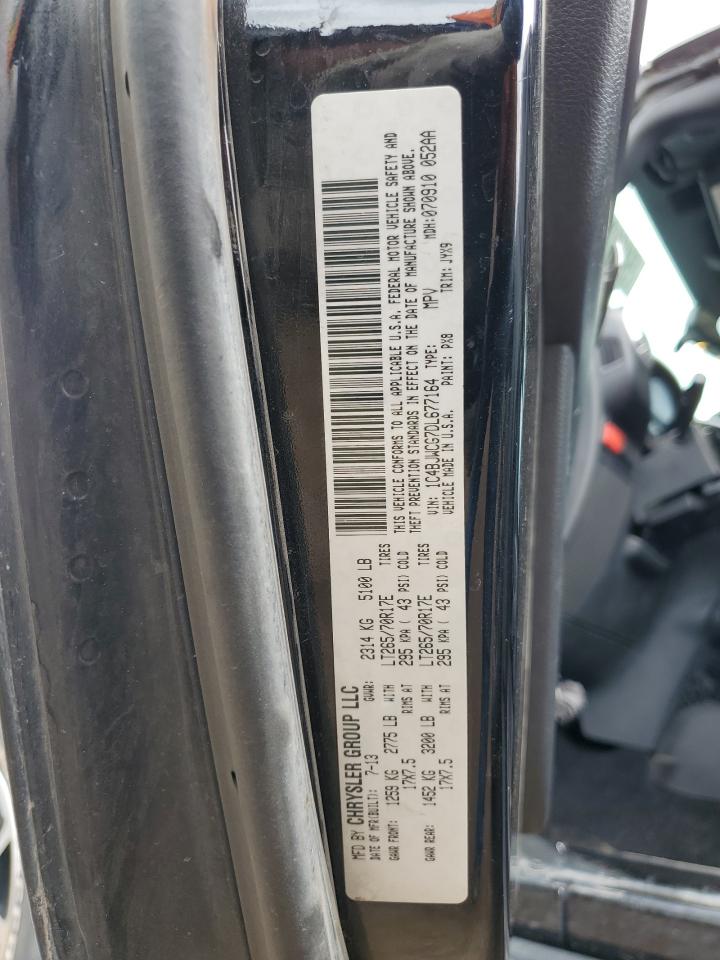 MFD BY CHRYSLER GROUP LLC
DATE OF MFR(BUILT): 7-13 GVWR: 2314 KG 5100 LB
GAWR FRONT: 1259 KG 2775 LB WITH LT265/70R17E TIRES
17X7.5 RIMS AT 295 KPA ( 43 PSI) COLD
GAWR REAR: 1452 KG 3200 LB WITH LT265/70R17E TIRES
17X7.5 RIMS AT 295 KPA ( 43 PSI) COLD
THIS VEHICLE CONFORMS TO ALL APPLICABLE U.S.A. FEDERAL MOTOR VEHICLE SAFETY AND
THEFT PREVENTION STANDARDS IN EFFECT ON THE DATE OF MANUFACTURE SHOWN ABOVE.
VIN: 1C4BJWCG7DL677164 TYPE: MPV MDH:070910 052AA
VEHICLE MADE IN U.S.A. PAINT: PX8 TRIM: JYX9